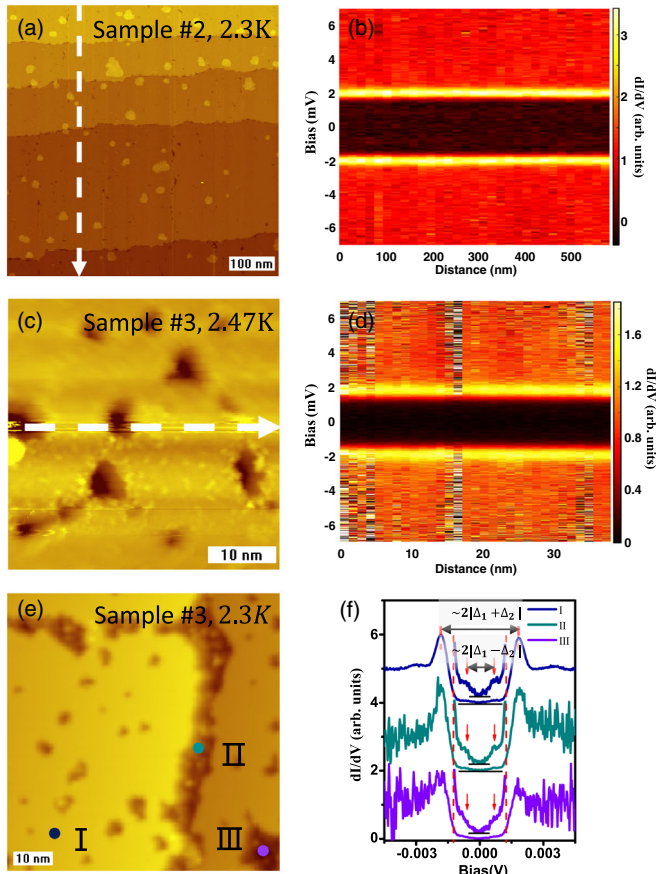 (a) Sample #2, 2.3K
100 nm
(b)
6
4
2
0
-2
-4
-6
Bias (mV)
0 100 200 300 400 500
Distance (nm)
3
2
1
0
dI/dV (arb. units)
(c) Sample #3, 2.47K
10 nm
(d)
6
4
2
0
-2
-4
-6
Bias (mV)
0 10 20 30
Distance (nm)
1.6
1.2
0.8
0.4
0
dI/dV (arb. units)
(e) Sample #3, 2.3K
I
II
III
10 nm
(f)
I
II
III
~2|Δ₁ +Δ₂ |
~2|Δ₁ −Δ₂ |
6
4
2
0
dI/dV (arb. units)
-0.003 0.000 0.003
Bias(V)